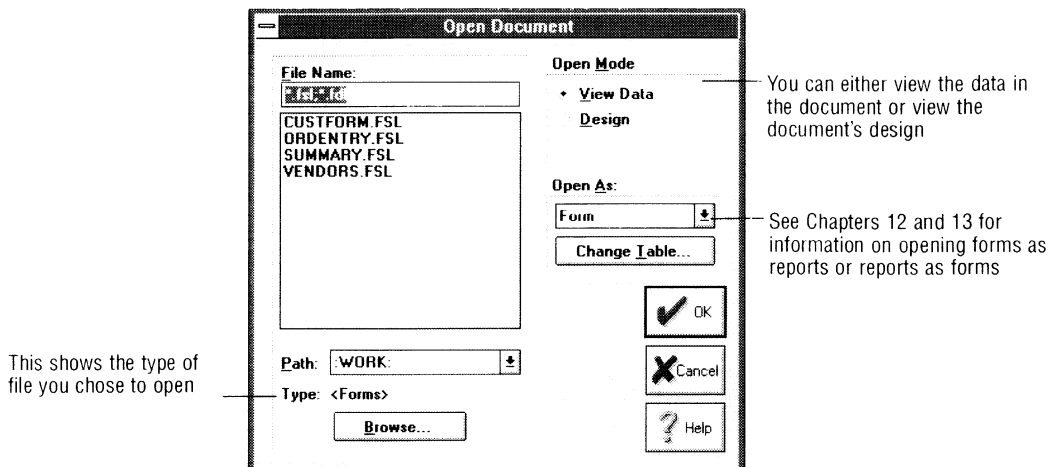 Open Document
File Name:
*.fsl;*.fdl
CUSTFORM.FSL
ORDENTRY.FSL
SUMMARY.FSL
VENDORS.FSL
Path: :WORK:
Type: <Forms>
Browse...
Open Mode
View Data
Design
Open As:
Form
Change Table...
OK
Cancel
? Help
You can either view the data in
the document or view the
document's design
See Chapters 12 and 13 for
information on opening forms as
reports or reports as forms
This shows the type of
file you chose to open